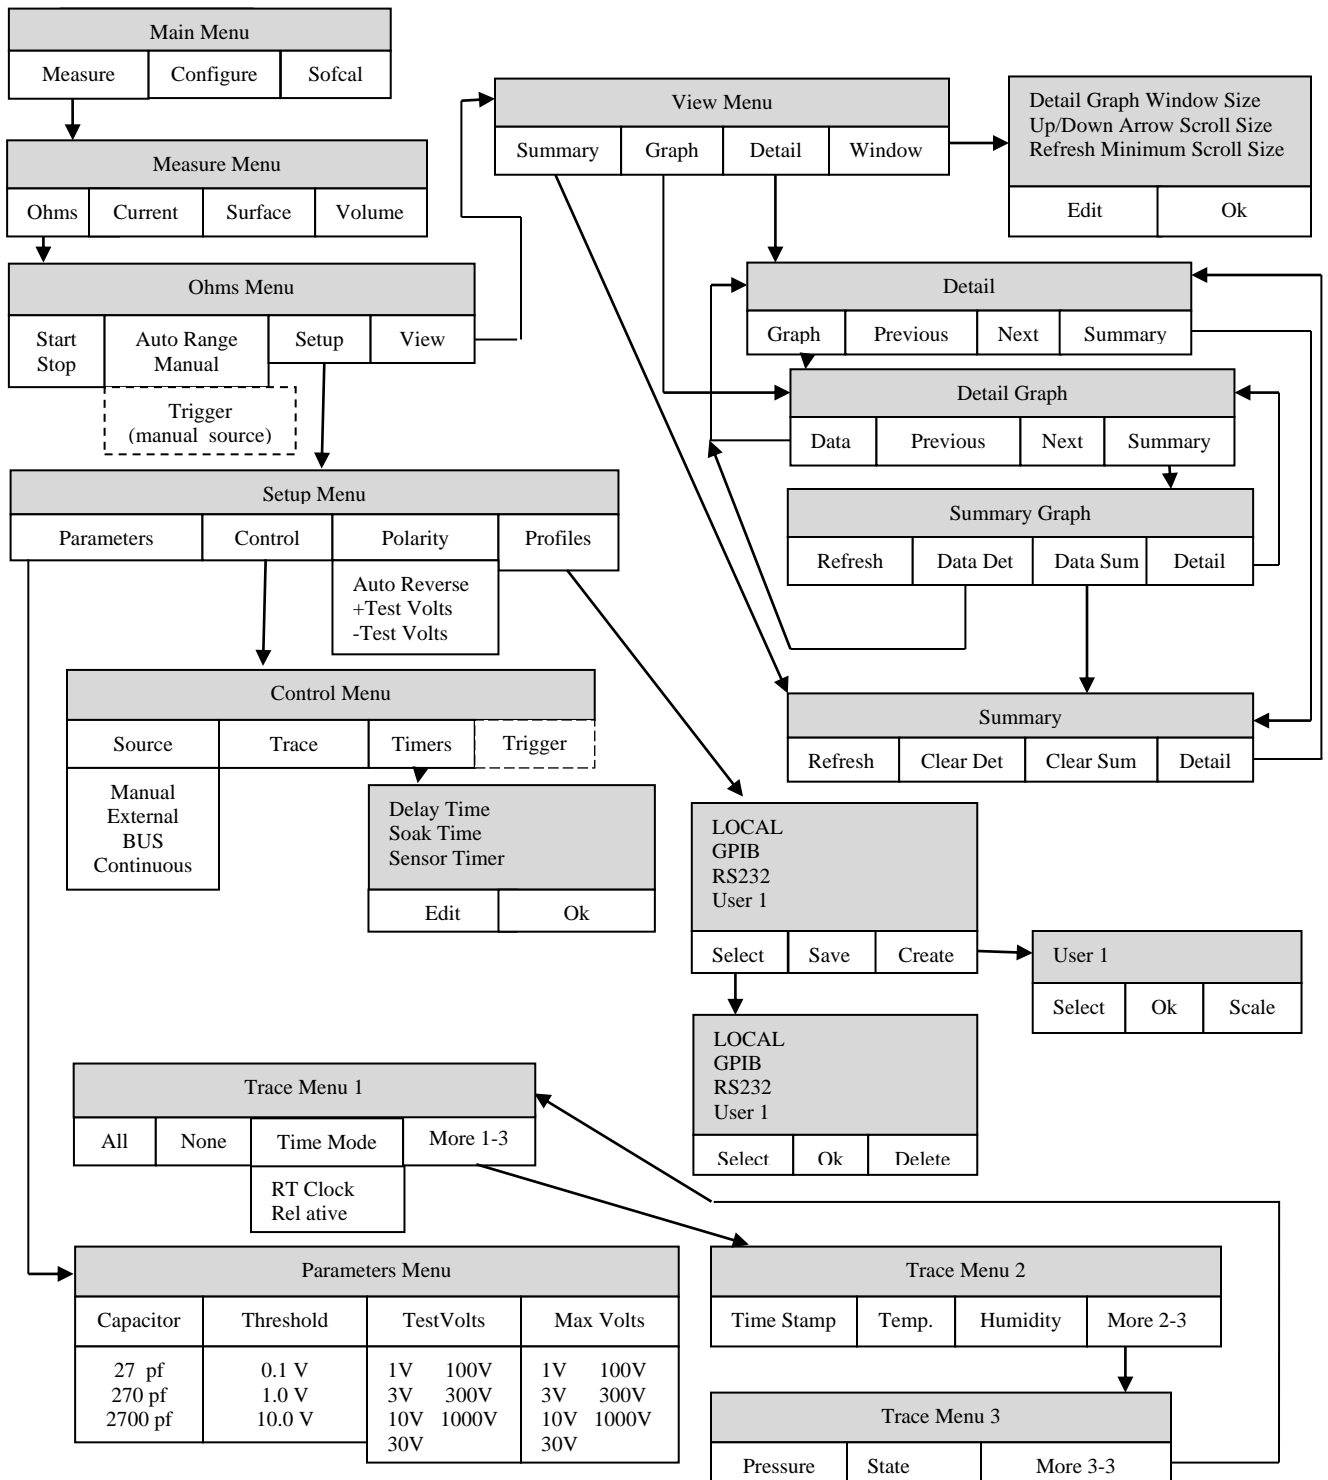 Main Menu
Measure Configure Sofcal
Measure Menu
Ohms Current Surface Volume
Ohms Menu
Start Stop
Auto Range Manual
Setup View
Trigger
(manual source)
Setup Menu
Parameters Control Polarity Profiles
Auto Reverse
+Test Volts
-Test Volts
Control Menu
Source Trace Timers Trigger
Manual
External
BUS
Continuous
Delay Time
Soak Time
Sensor Timer
Edit Ok
View Menu
Summary Graph Detail Window
Detail Graph Window Size
Up/Down Arrow Scroll Size
Refresh Minimum Scroll Size
Edit Ok
Detail
Graph Previous Next Summary
Detail Graph
Data Previous Next Summary
Summary Graph
Refresh Data Det Data Sum Detail
Summary
Refresh Clear Det Clear Sum Detail
LOCAL
GPIB
RS232
User 1
Select Save Create
User 1
Select Ok Scale
LOCAL
GPIB
RS232
User 1
Select Ok Delete
Trace Menu 1
All None Time Mode More 1-3
RT Clock
Rel ative
Parameters Menu
Capacitor Threshold TestVolts Max Volts
27 pf 0.1 V 1V 100V 1V 100V
270 pf 1.0 V 3V 300V 3V 300V
2700 pf 10.0 V 10V 1000V 10V 1000V
30V 30V
Trace Menu 2
Time Stamp Temp. Humidity More 2-3
Trace Menu 3
Pressure State More 3-3